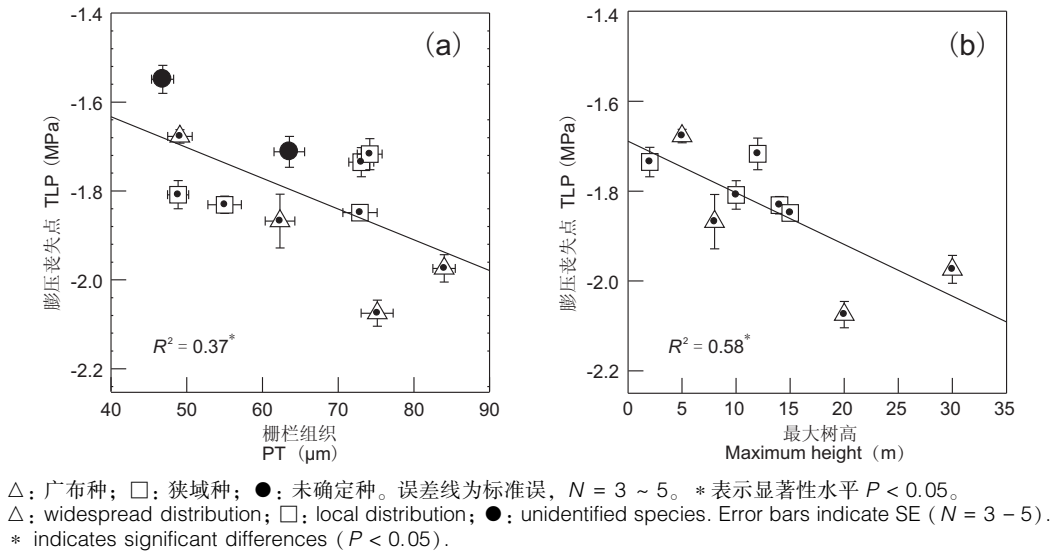 -1.4
-1.6
-1.8
-2.0
-2.2
膨压丧失点 TLP (MPa)
(a)
R² = 0.37*
40 50 60 70 80 90
栅栏组织
PT (μm)
-1.4
-1.6
-1.8
-2.0
-2.2
膨压丧失点 TLP (MPa)
(b)
R² = 0.58*
0 5 10 15 20 25 30 35
最大树高
Maximum height (m)
△: 广布种; □: 狭域种; ●: 未确定种。误差线为标准误, N = 3 ~ 5。 * 表示显著性水平 P < 0.05。
△: widespread distribution; □: local distribution; ●: unidentified species. Error bars indicate SE (N = 3 – 5).
* indicates significant differences (P < 0.05).